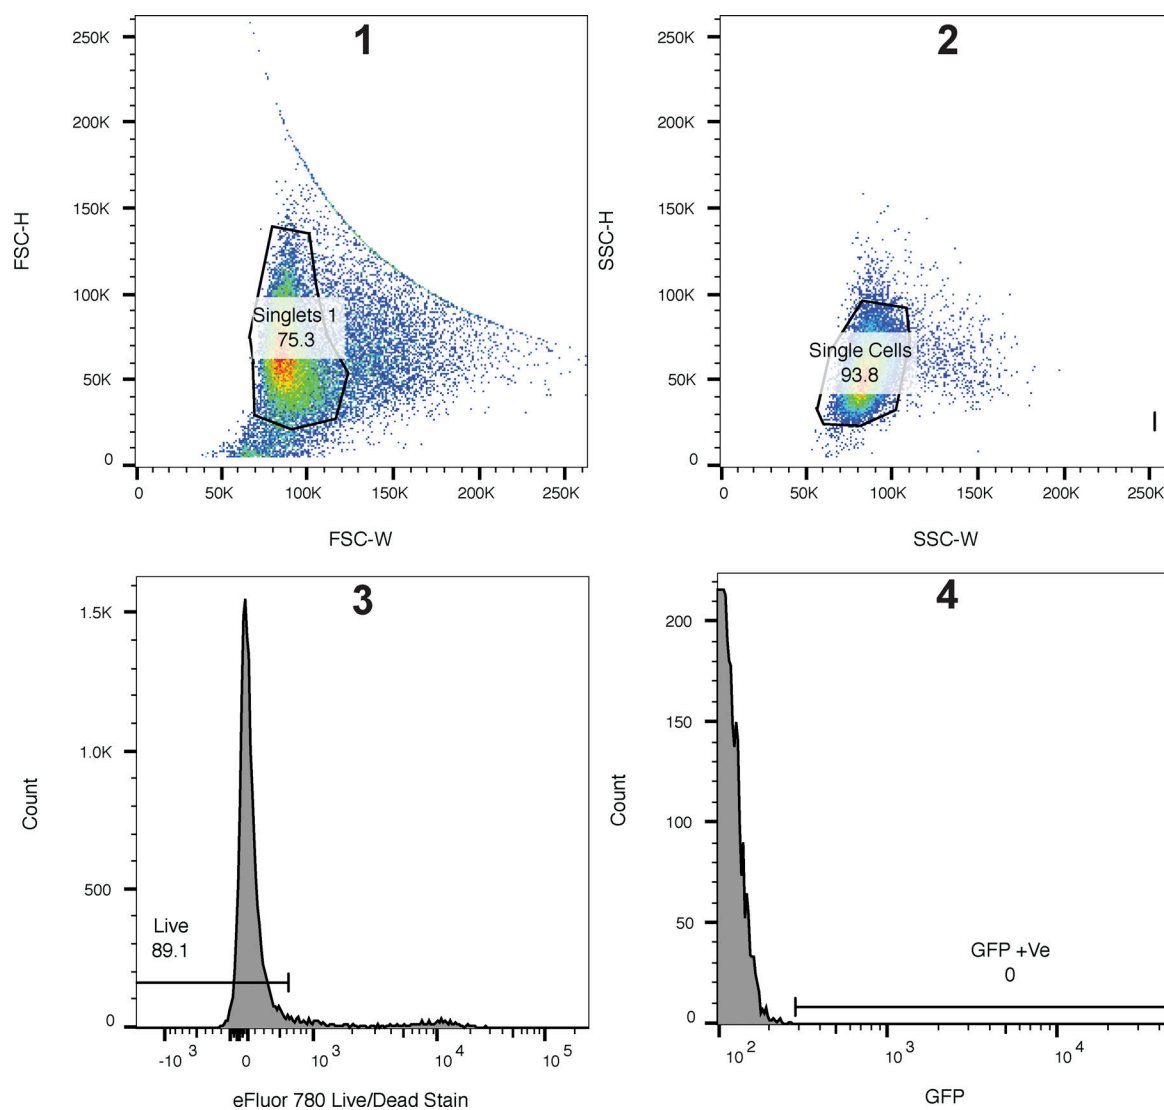 1
FSC-H
250K
200K
150K
100K
50K
0
Singlets 1
75.3
0
50K
100K
150K
200K
250K
FSC-W
2
SSC-H
250K
200K
150K
100K
50K
0
Single Cells
93.8
0
50K
100K
150K
200K
250K
SSC-W
3
Count
1.5K
1.0K
500
0
Live
89.1
-10 3
0
10 3
10 4
10 5
eFluor 780 Live/Dead Stain
4
Count
200
150
100
50
0
GFP +Ve
0
10 2
10 3
10 4
GFP